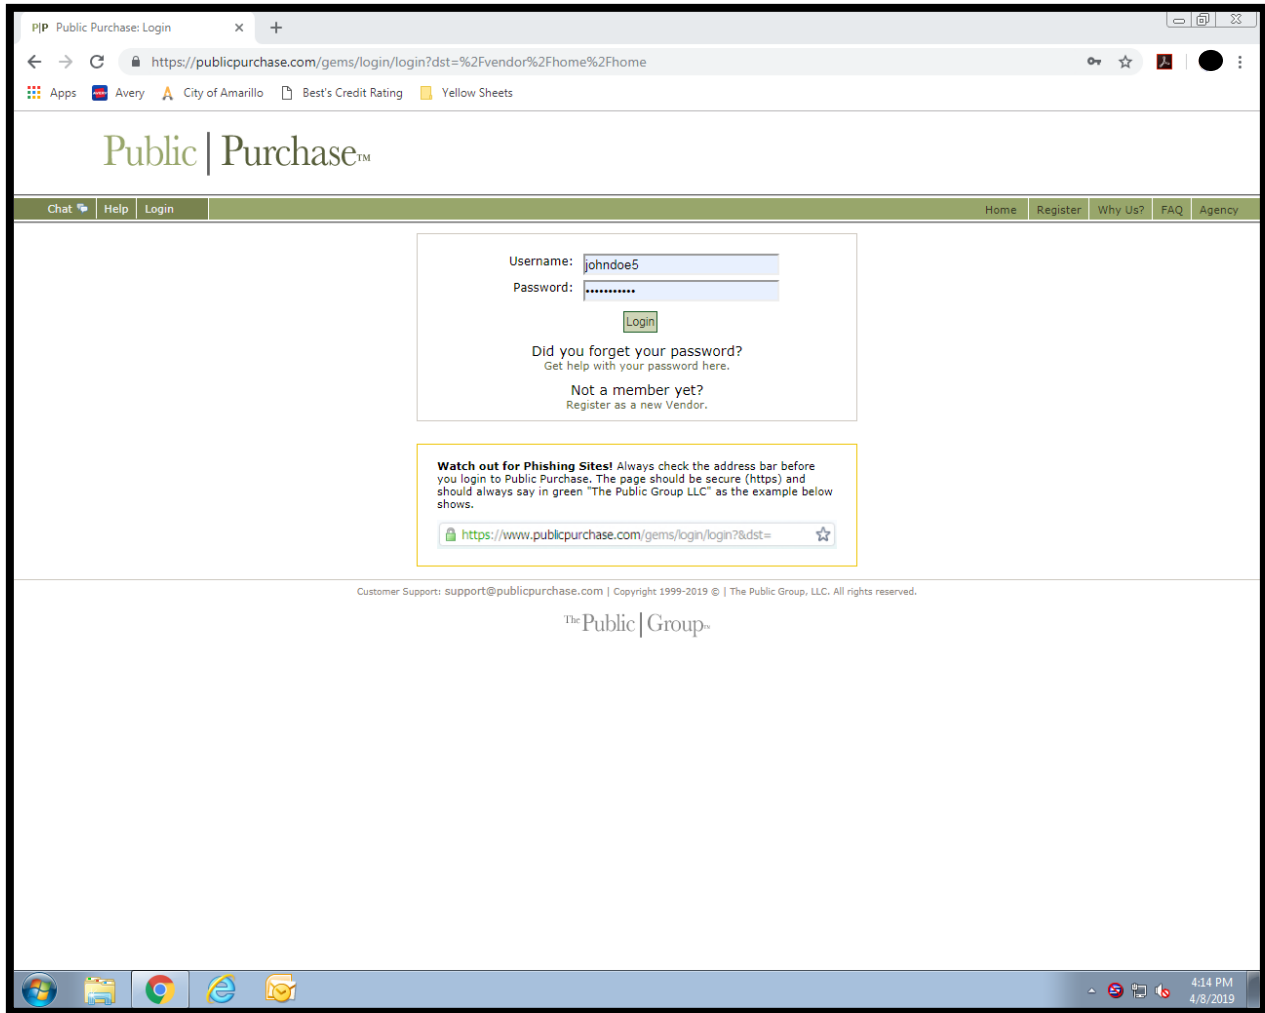 P|P Public Purchase: Login
https://publicpurchase.com/gems/login/login?dst=%2Fvendor%2Fhome%2Fhome
Apps AVERY Avery City of Amarillo Best's Credit Rating Yellow Sheets
Public | Purchase™
Chat Help Login Home Register Why Us? FAQ Agency
Username: johndoe5
Password: •••••••••••
Login
Did you forget your password?
Get help with your password here.
Not a member yet?
Register as a new Vendor.
Watch out for Phishing Sites! Always check the address bar before
you login to Public Purchase. The page should be secure (https) and
should always say in green "The Public Group LLC" as the example below
shows.
https://www.publicpurchase.com/gems/login/login?&dst=
Customer Support: support@publicpurchase.com | Copyright 1999-2019 © | The Public Group, LLC. All rights reserved.
The Public | Group™
4:14 PM
4/8/2019